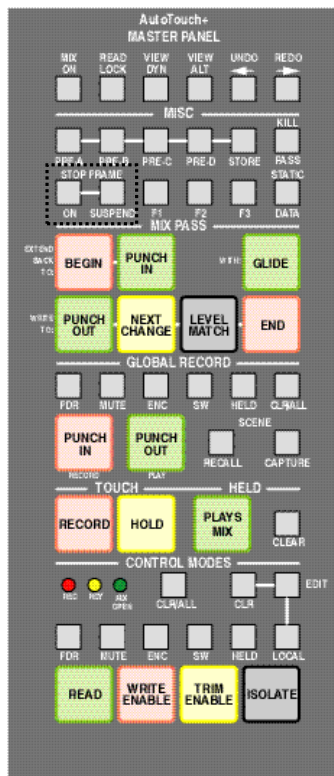 AutoTouch+
MASTER PANEL
MIX ON READ LOCK VIEW DYN VIEW ALT UNDO REDO
MISC
KILL
PRE-A PRE-B PRE-C PRE-D STORE PASS
STOP FRAME STATIC
ON SUSPEND F1 F2 F3 DATA
MIX PASS
EXTEND BACK TO: BEGIN PUNCH IN WITH: GLIDE
WRITE TO: PUNCH OUT NEXT CHANGE LEVEL MATCH END
GLOBAL RECORD
FDR MUTE ENC SW HELD CLR/ALL
SCENE
PUNCH IN PUNCH OUT RECALL CAPTURE
RECORD PLAY
TOUCH HELD
RECORD HOLD PLAYS MIX CLEAR
CONTROL MODES
REC RDY MIX OPEN CLR/ALL CLR EDIT
FDR MUTE ENC SW HELD LOCAL
READ WRITE ENABLE TRIM ENABLE ISOLATE